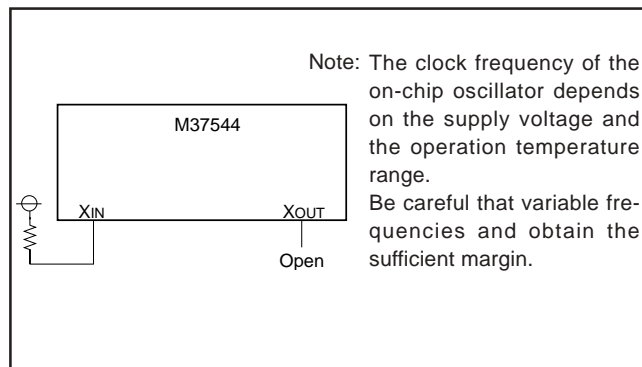 Note: The clock frequency of the
on-chip oscillator depends
on the supply voltage and
the operation temperature
range.
Be careful that variable fre-
quencies and obtain the
sufficient margin.
M37544
XIN
XOUT
Open